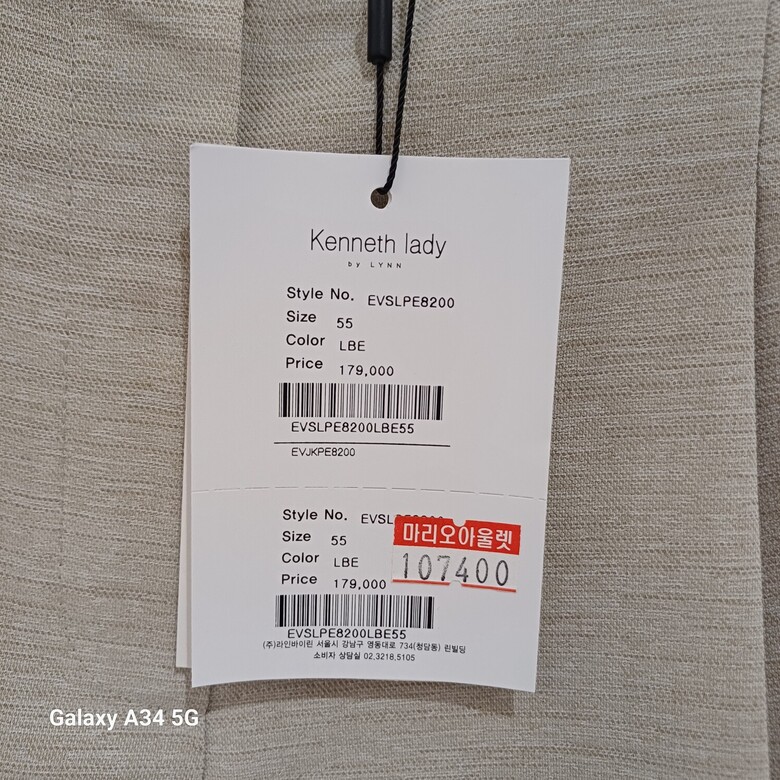 Kenneth lady
by LYNN
Style No. EVSLPE8200
Size 55
Color LBE
Price 179,000
EVSLPE8200LBE55
EVJKPE8200
Style No. EVSL
Size 55
Color LBE
Price 179,000
마리오아울렛
107400
EVSLPE8200LBE55
(주)라인바이린 서울시 강남구 영동대로 734(청담동) 린빌딩
소비자 상담실 02.3218.5105
Galaxy A34 5G